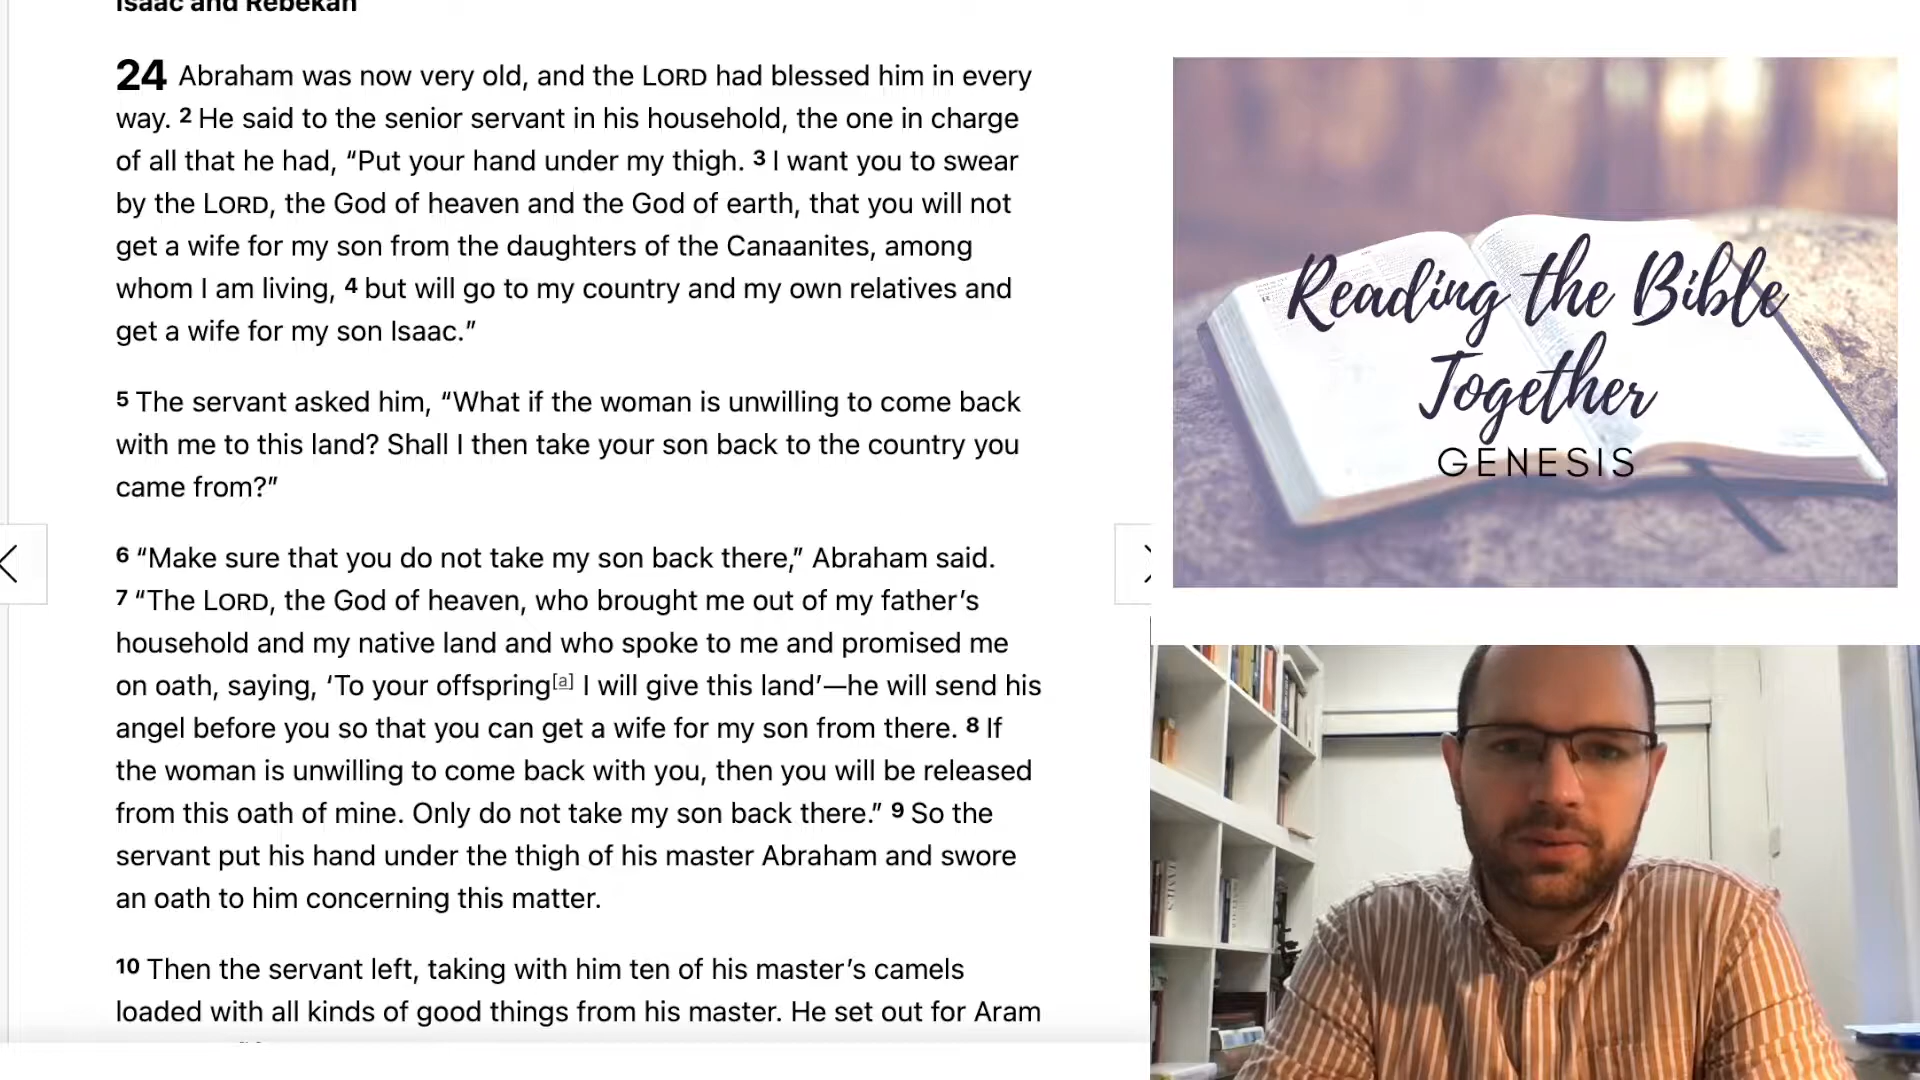 Isaac and Rebekah
24 Abraham was now very old, and the LORD had blessed him in every
way. 2 He said to the senior servant in his household, the one in charge
of all that he had, “Put your hand under my thigh. 3 I want you to swear
by the LORD, the God of heaven and the God of earth, that you will not
get a wife for my son from the daughters of the Canaanites, among
whom I am living, 4 but will go to my country and my own relatives and
get a wife for my son Isaac.”
5 The servant asked him, “What if the woman is unwilling to come back
with me to this land? Shall I then take your son back to the country you
came from?”
6 “Make sure that you do not take my son back there,” Abraham said.
7 “The LORD, the God of heaven, who brought me out of my father’s
household and my native land and who spoke to me and promised me
on oath, saying, ‘To your offspring[a] I will give this land’—he will send his
angel before you so that you can get a wife for my son from there. 8 If
the woman is unwilling to come back with you, then you will be released
from this oath of mine. Only do not take my son back there.” 9 So the
servant put his hand under the thigh of his master Abraham and swore
an oath to him concerning this matter.
10 Then the servant left, taking with him ten of his master’s camels
loaded with all kinds of good things from his master. He set out for Aram
Reading the Bible
Together
GENESIS